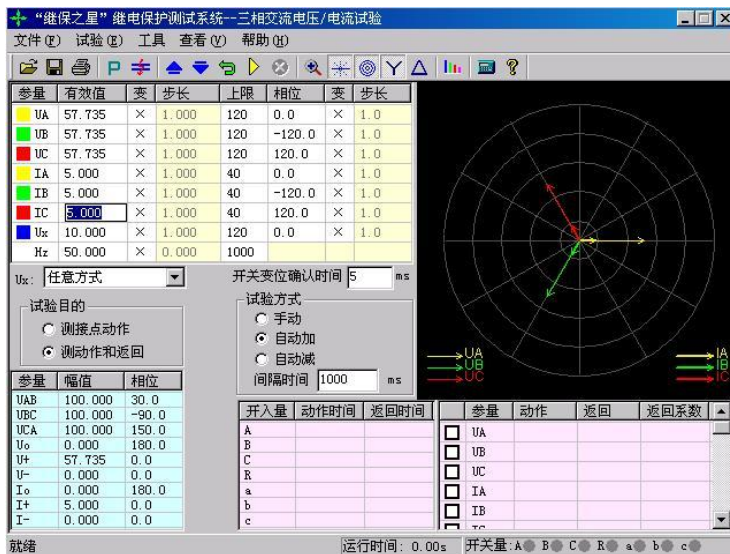 “继保之星”继电保护测试系统--三相交流电压/电流试验
文件(F) 试验(E) 工具 查看(V) 帮助(H)
参量 有效值 变 步长 上限 相位 变 步长
UA 57.735 × 1.000 120 0.0 × 1.0
UB 57.735 × 1.000 120 -120.0 × 1.0
UC 57.735 × 1.000 120 120.0 × 1.0
IA 5.000 × 1.000 40 0.0 × 1.0
IB 5.000 × 1.000 40 -120.0 × 1.0
IC 5.000 × 1.000 40 120.0 × 1.0
Ux 10.000 × 1.000 120 0.0 × 1.0
Hz 50.000 × 0.000 1000
Ux: 任意方式
开关变位确认时间 5 ms
试验目的
测接点动作
测动作和返回
试验方式
手动
自动加
自动减
间隔时间 1000 ms
UA
UB
UC
IA
IB
IC
参量 幅值 相位
UAB 100.000 30.0
UBC 100.000 -90.0
UCA 100.000 150.0
Uo 0.000 180.0
U+ 57.735 0.0
U- 0.000 0.0
Io 0.000 180.0
I+ 5.000 0.0
I- 0.000 0.0
开入量 动作时间 返回时间
A
B
C
R
a
b
c
参量 动作 返回 返回系数
UA
UB
UC
IA
IB
就绪 运行时间: 0.00s 开关量:A B C R a b c